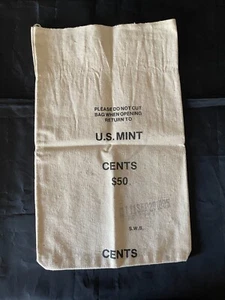 PLEASE DO NOT CUT
BAG WHEN OPENING
RETURN TO
U.S. MINT
CENTS
$50
S.W.B.
CENTS